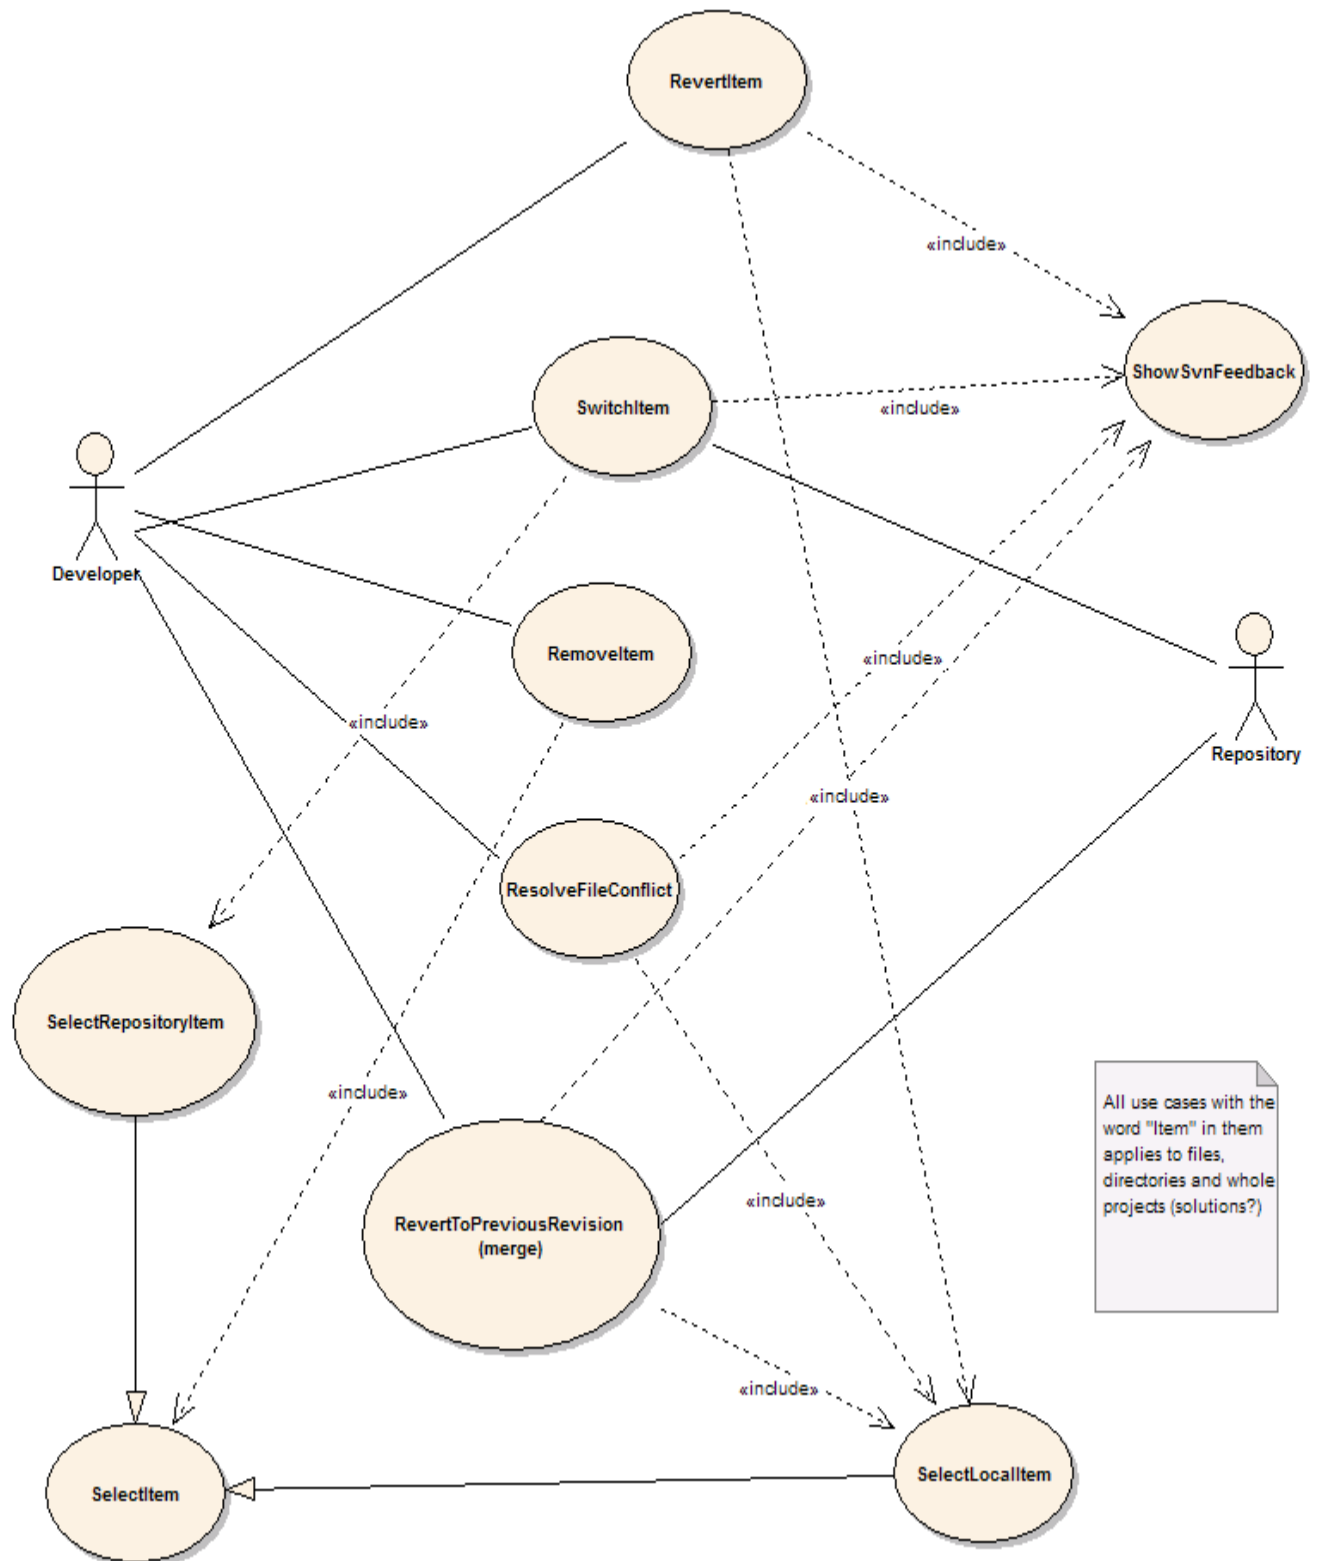 RevertItem
«include»
ShowSvnFeedback
SwitchItem
«include»
Developer
RemoveItem
«include»
Repository
«include»
«include»
ResolveFileConflict
SelectRepositoryItem
«include»
All use cases with the
word "Item" in them
applies to files,
directories and whole
projects (solutions?)
«include»
RevertToPreviousRevision
(merge)
«include»
SelectItem
SelectLocalItem